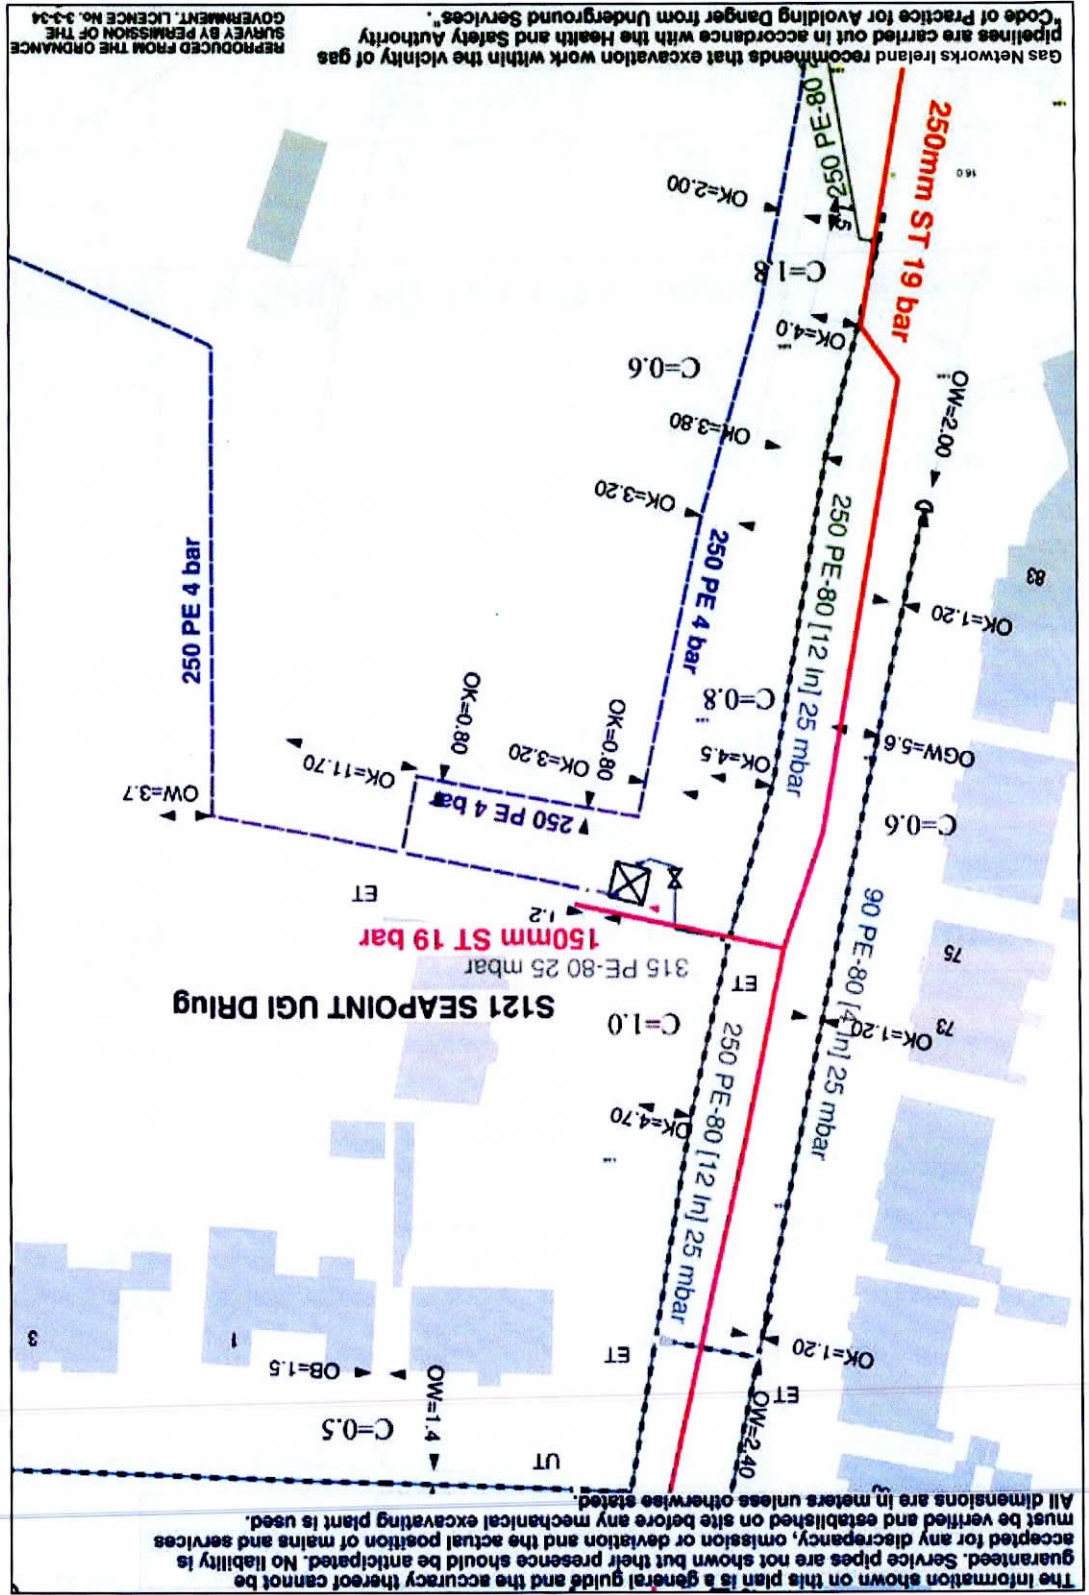 The information shown on this plan is a general guide and the accuracy thereof cannot be
guaranteed. Service pipes are not shown but their presence should be anticipated. No liability is
accepted for any discrepancy, omission or deviation and the actual position of mains and services
must be verified and established on site before any mechanical excavating plant is used.
All dimensions are in meters unless otherwise stated.
UT
OW=2.40
OW=1.4
C=0.5
OB=1.5
ET
ET
OK=1.20
1
3
250 PE-80 [12 in] 25 mbar
OK=4.70
73
OK=1.20
90 PE-80 [4 in] 25 mbar
C=1.0
S121 SEAPOINT UGI DRIug
ET
75
315 PE-80 25 mbar
150mm ST 19 bar
1.2
ET
C=0.6
250 PE 4 bar
OW=3.7
OGW=5.6
OK=4.5
OK=0.80
OK=3.20
OK=0.80
OK=11.70
C=0.8
250 PE-80 [12 in] 25 mbar
250 PE 4 bar
250 PE 4 bar
OK=1.20
83
OK=3.20
OW=2.00
OK=3.80
C=0.6
OK=4.0
C=1.8
250mm ST 19 bar
1.5
OK=2.00
16.0
250 PE-80
Gas Networks Ireland recommends that excavation work within the vicinity of gas
pipelines are carried out in accordance with the Health and Safety Authority
"Code of Practice for Avoiding Danger from Underground Services".
REPRODUCED FROM THE ORDNANCE
SURVEY BY PERMISSION OF THE
GOVERNMENT. LICENCE No. 3-3-34